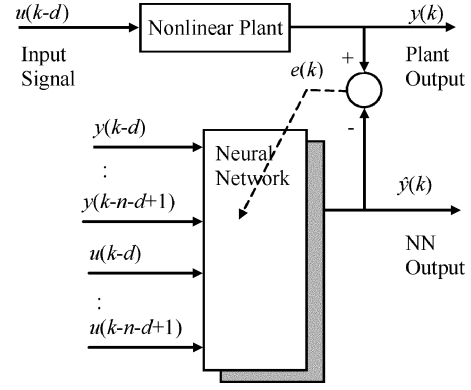 u(k-d)
Nonlinear Plant
y(k)
Input
Signal
+
e(k)
Plant
Output
-
y(k-d)
:
y(k-n-d+1)
u(k-d)
:
u(k-n-d+1)
Neural
Network
ŷ(k)
NN
Output